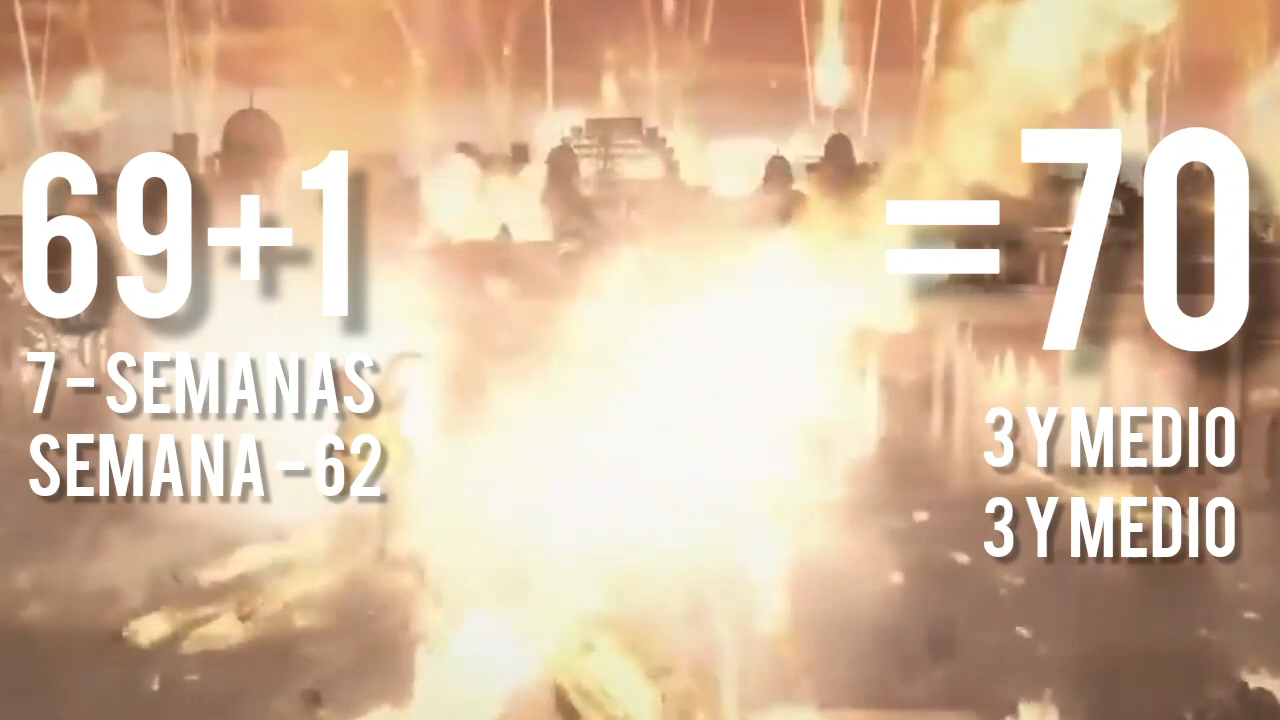 69+1
=70
7 - SEMANAS
SEMANA - 62
3 Y MEDIO
3 Y MEDIO